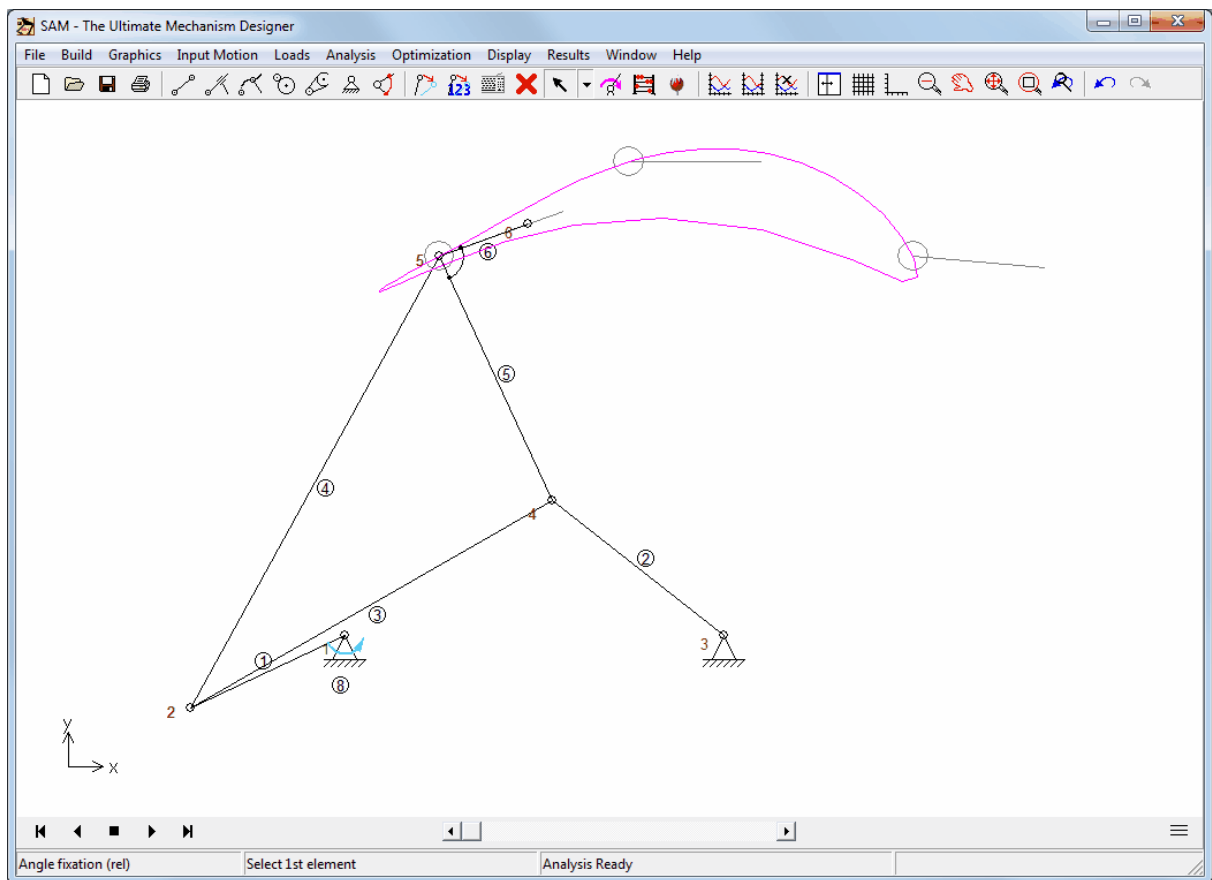 SAM - The Ultimate Mechanism Designer
File Build Graphics Input Motion Loads Analysis Optimization Display Results Window Help
123
6
5
6
5
4
4
2
3
1
1
3
8
2
y
x
Angle fixation (rel) Select 1st element Analysis Ready